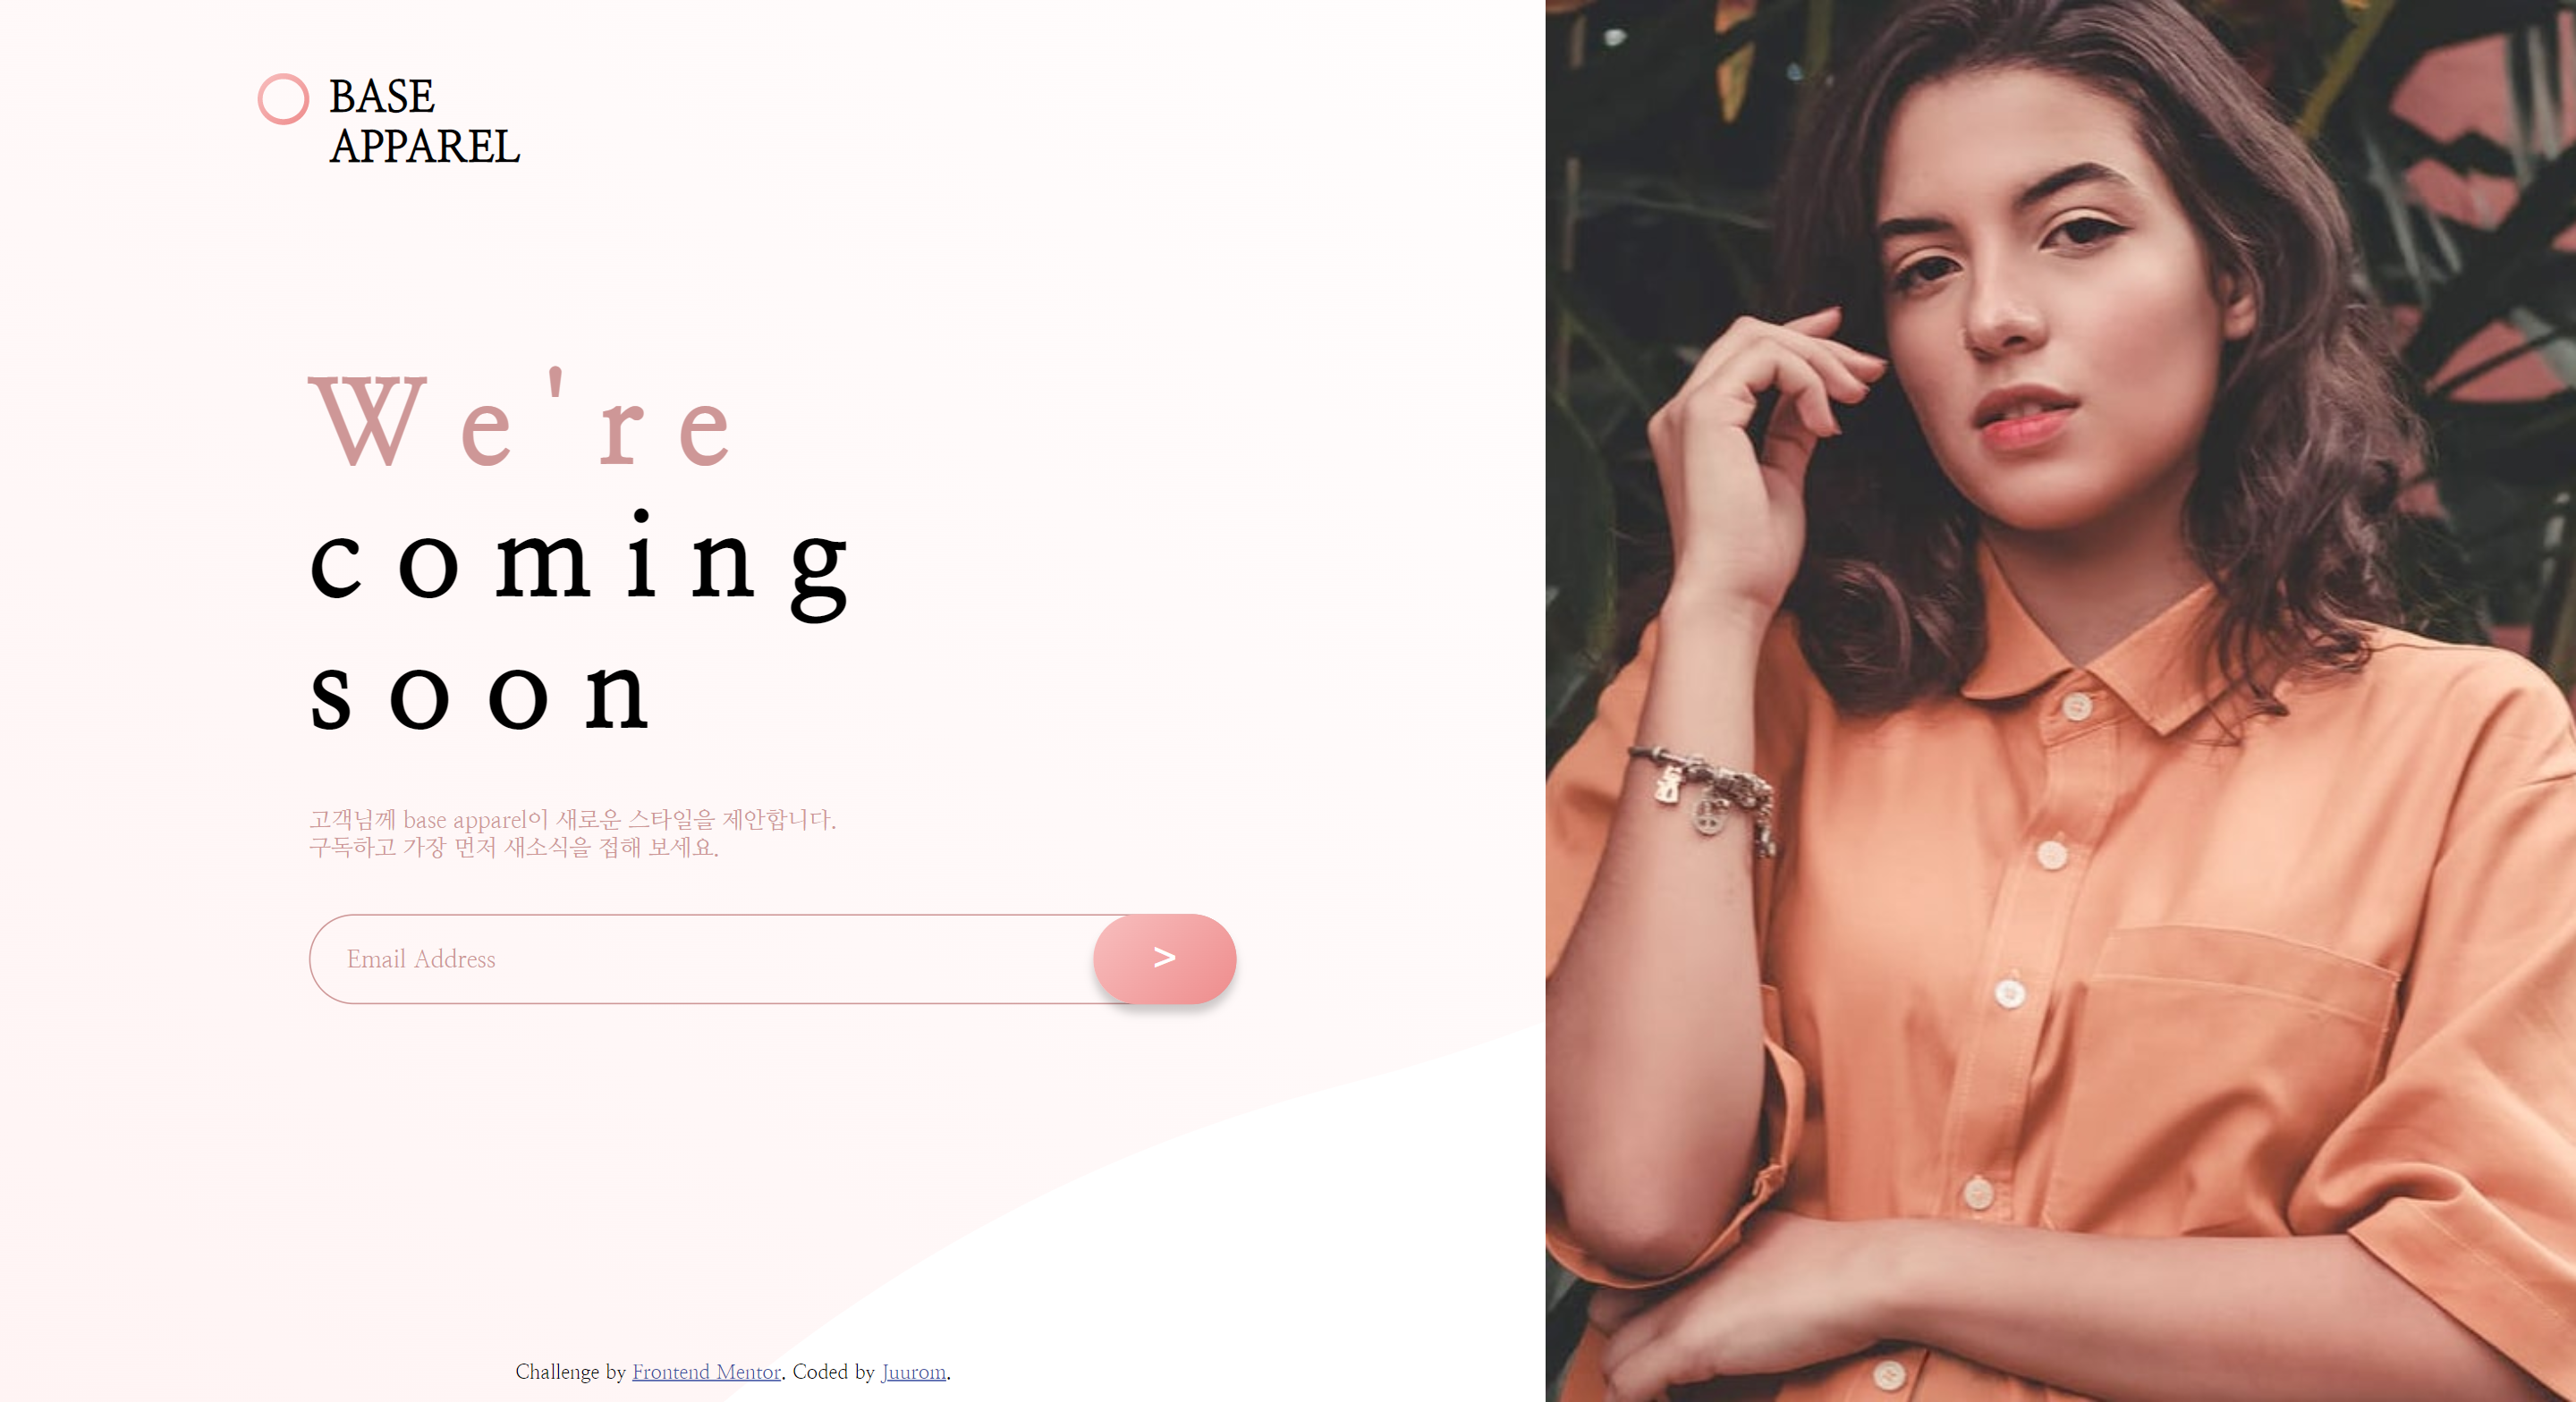 BASE
APPAREL
We're
coming
soon
고객님께 base apparel이 새로운 스타일을 제안합니다.
구독하고 가장 먼저 새소식을 접해 보세요.
Email Address
>
Challenge by Frontend Mentor. Coded by Juurom.